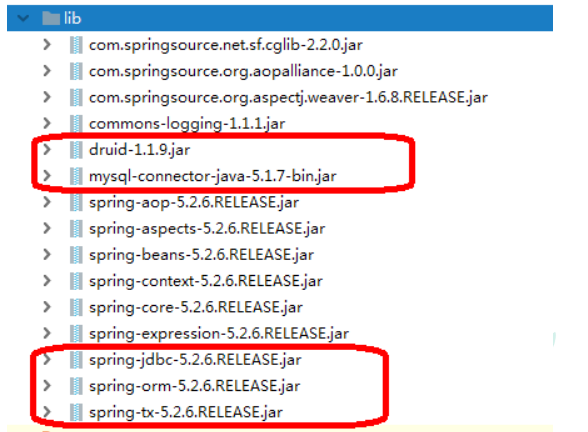 lib
com.springsource.net.sf.cglib-2.2.0.jar
com.springsource.org.aopalliance-1.0.0.jar
com.springsource.org.aspectj.weaver-1.6.8.RELEASE.jar
commons-logging-1.1.1.jar
druid-1.1.9.jar
mysql-connector-java-5.1.7-bin.jar
spring-aop-5.2.6.RELEASE.jar
spring-aspects-5.2.6.RELEASE.jar
spring-beans-5.2.6.RELEASE.jar
spring-context-5.2.6.RELEASE.jar
spring-core-5.2.6.RELEASE.jar
spring-expression-5.2.6.RELEASE.jar
spring-jdbc-5.2.6.RELEASE.jar
spring-orm-5.2.6.RELEASE.jar
spring-tx-5.2.6.RELEASE.jar